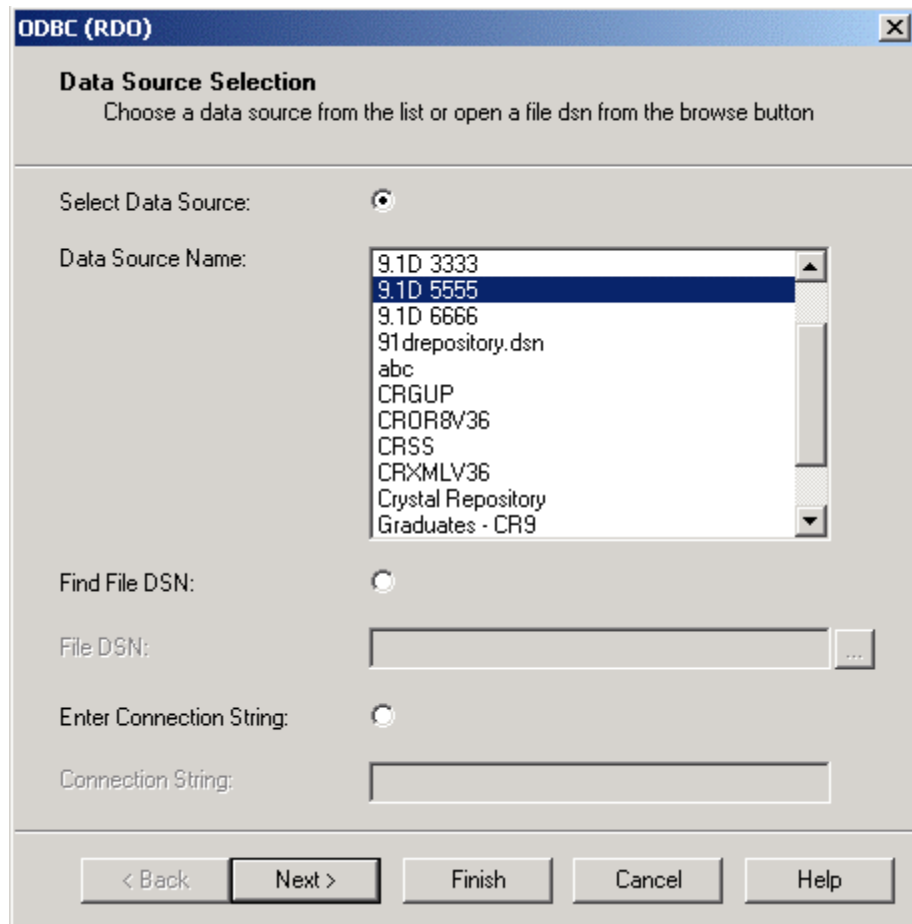 ODBC (RDO)
Data Source Selection
Choose a data source from the list or open a file dsn from the browse button
Select Data Source:
Data Source Name:
9.1D 3333
9.1D 5555
9.1D 6666
91drepository.dsn
abc
CRGUP
CROR8V36
CRSS
CRXMLV36
Crystal Repository
Graduates - CR9
Find File DSN:
File DSN:
...
Enter Connection String:
Connection String:
< Back Next > Finish Cancel Help